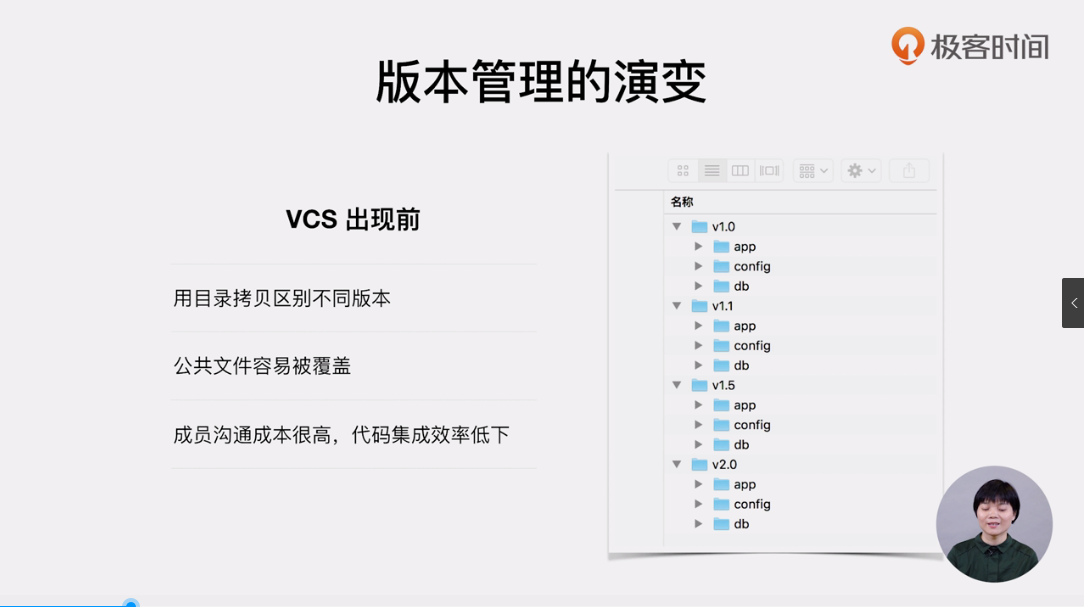 极客时间
版本管理的演变
VCS 出现前
用目录拷贝区别不同版本
公共文件容易被覆盖
成员沟通成本很高，代码集成效率低下
名称
v1.0
app
config
db
v1.1
app
config
db
v1.5
app
config
db
v2.0
app
config
db